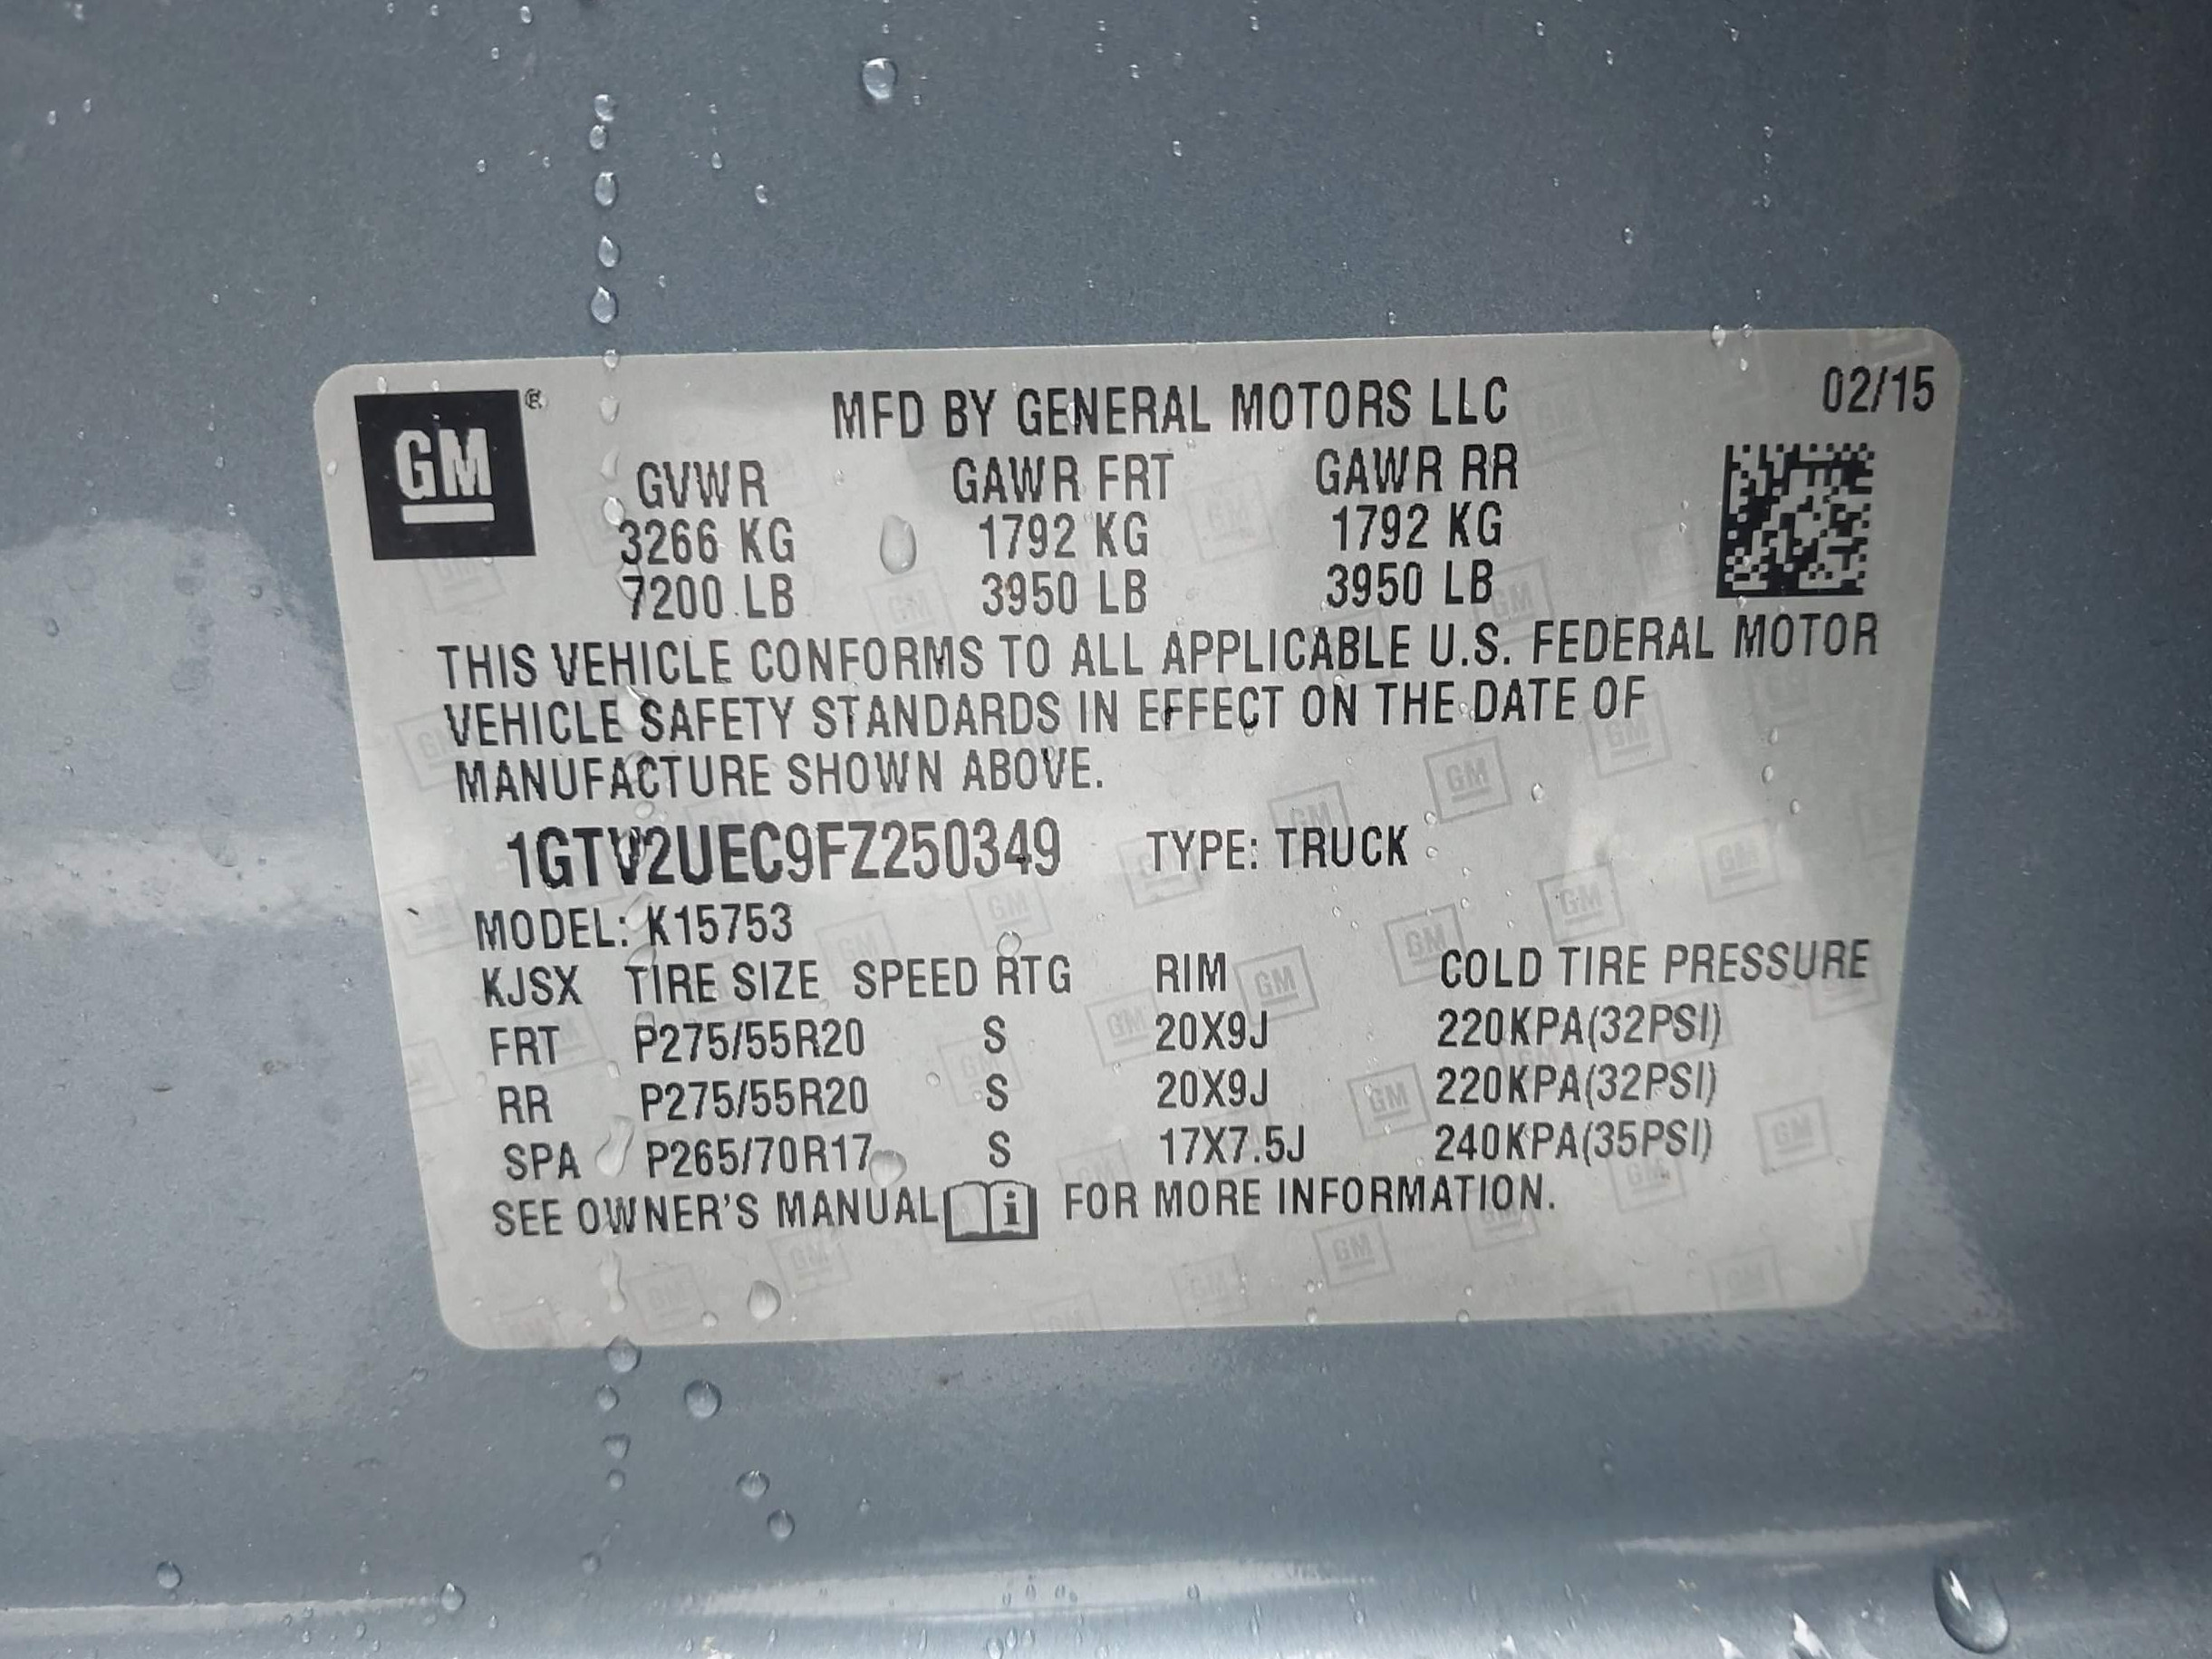 GM®
MFD BY GENERAL MOTORS LLC 02/15
GVWR GAWR FRT GAWR RR
3266 KG 1792 KG 1792 KG
7200 LB 3950 LB 3950 LB
THIS VEHICLE CONFORMS TO ALL APPLICABLE U.S. FEDERAL MOTOR
VEHICLE SAFETY STANDARDS IN EFFECT ON THE DATE OF
MANUFACTURE SHOWN ABOVE.
1GTV2UEC9FZ250349 TYPE: TRUCK
MODEL: K15753
KJSX TIRE SIZE SPEED RTG RIM COLD TIRE PRESSURE
FRT P275/55R20 S 20X9J 220KPA(32PSI)
RR P275/55R20 S 20X9J 220KPA(32PSI)
SPA P265/70R17 S 17X7.5J 240KPA(35PSI)
SEE OWNER'S MANUAL i FOR MORE INFORMATION.